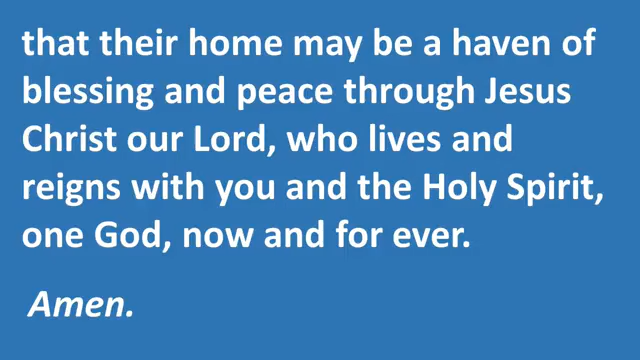 that their home may be a haven of
blessing and peace through Jesus
Christ our Lord, who lives and
reigns with you and the Holy Spirit,
one God, now and for ever.
Amen.